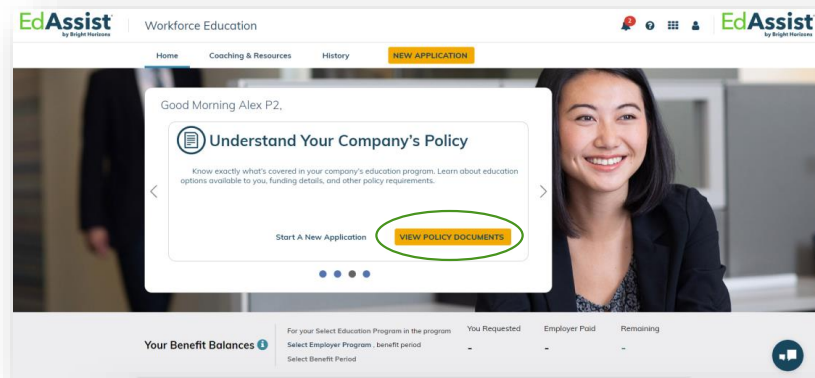 EdAssist
by Bright Horizons
Workforce Education
2
EdAssist
by Bright Horizons
Home Coaching & Resources History NEW APPLICATION
Good Morning Alex P2,
Understand Your Company's Policy
Know exactly what's covered in your company's education program. Learn about education
options available to you, funding details, and other policy requirements.
Start A New Application VIEW POLICY DOCUMENTS
Your Benefit Balances
For your Select Education Program in the program
Select Employer Program , benefit period
Select Benefit Period
You Requested Employer Paid Remaining
- - -